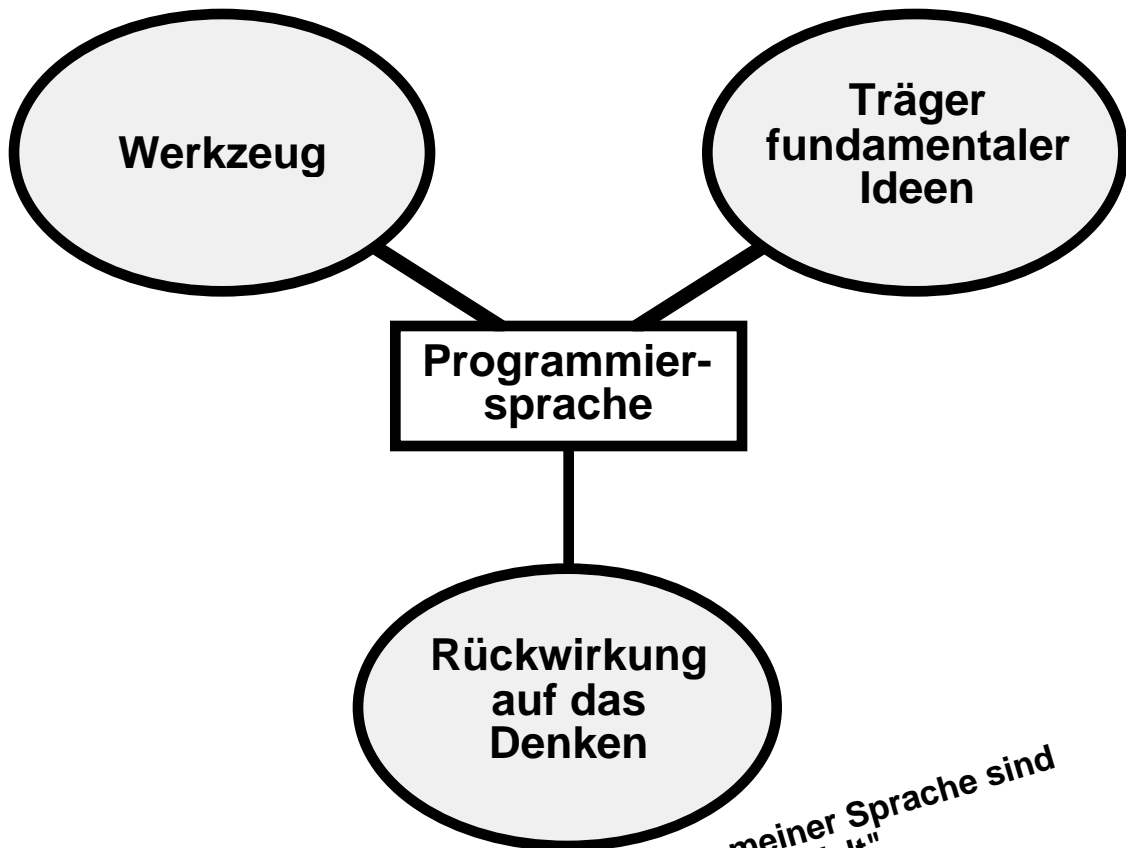 Werkzeug
Träger
fundamentaler
Ideen
Programmier-
sprache
Rückwirkung
auf das
Denken
meiner Sprache sind